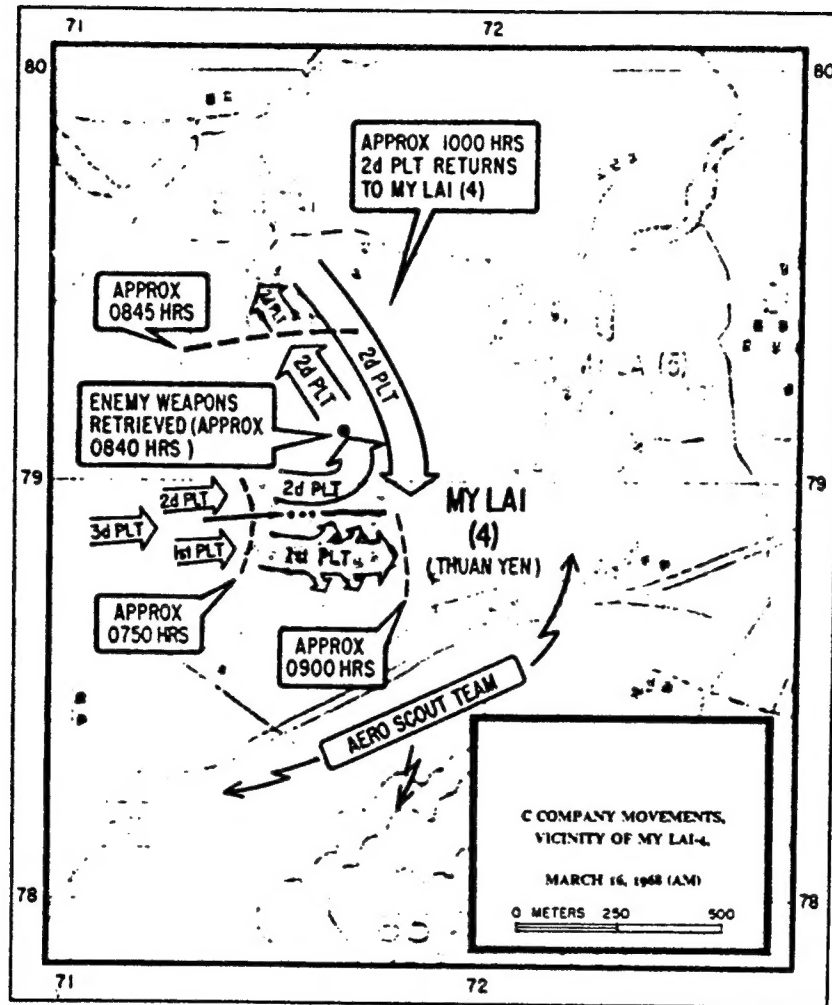 71
72
80
80
APPROX 1000 HRS
2d PLT RETURNS
TO MY LAI (4)
APPROX
0845 HRS
2d PLT
2d PLT
2d PLT
ENEMY WEAPONS
RETRIEVED (APPROX
0840 HRS)
79
79
2d PLT
2d PLT
3d PLT
1st PLT
1st PLT
MY LAI
(4)
(THUAN YEN)
APPROX
0750 HRS
APPROX
0900 HRS
AERO SCOUT TEAM
C COMPANY MOVEMENTS,
VICINITY OF MY LAI-4,
MARCH 16, 1968 (AM)
0 METERS 250 500
78
78
71
72